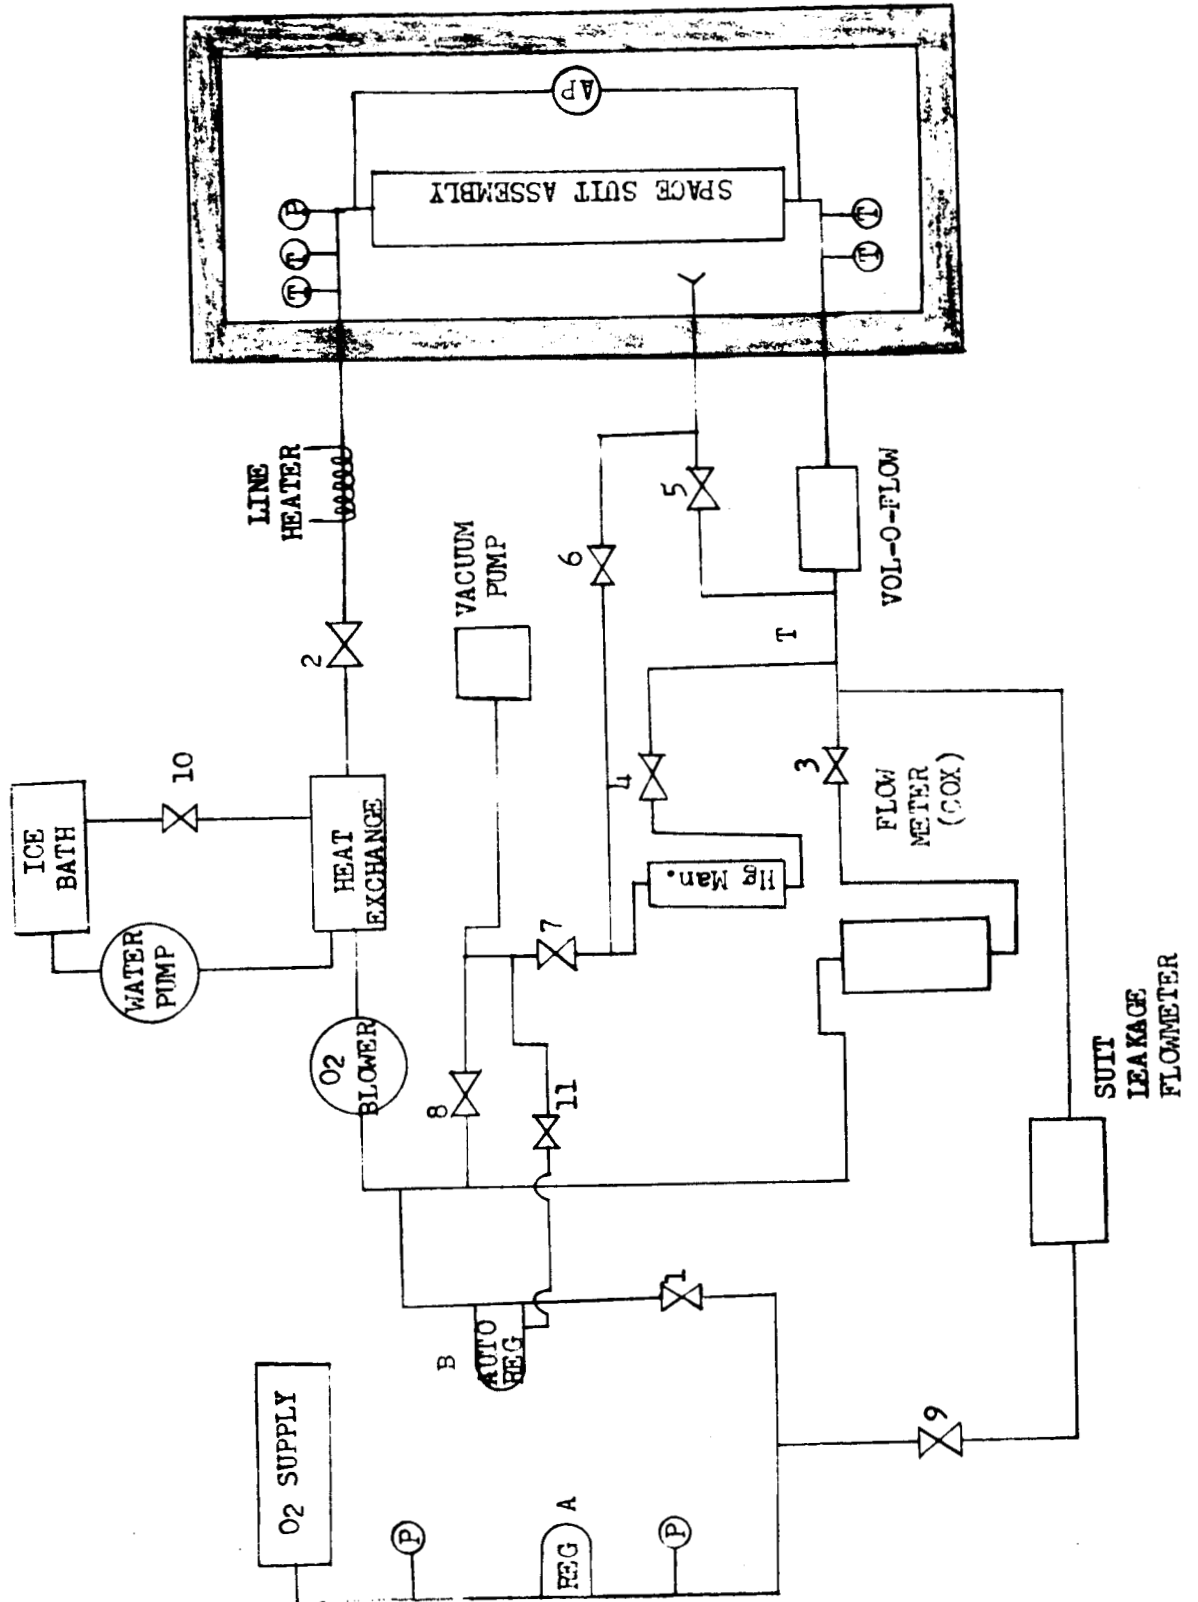 AP
SPACE SUIT ASSEMBLY
P
T
T
T
T
LINE
HEATER
VACUUM
PUMP
2
5
6
VOL-O-FLOW
T
10
ICE
BATH
HEAT
EXCHANGE
WATER
PUMP
4
3
FLOW
METER
(COX)
Hg Man.
7
O2
BLOWER
8
11
SUIT
LEAKAGE
FLOWMETER
1
B
AUTO
REG
9
O2 SUPPLY
P
REG
A
P